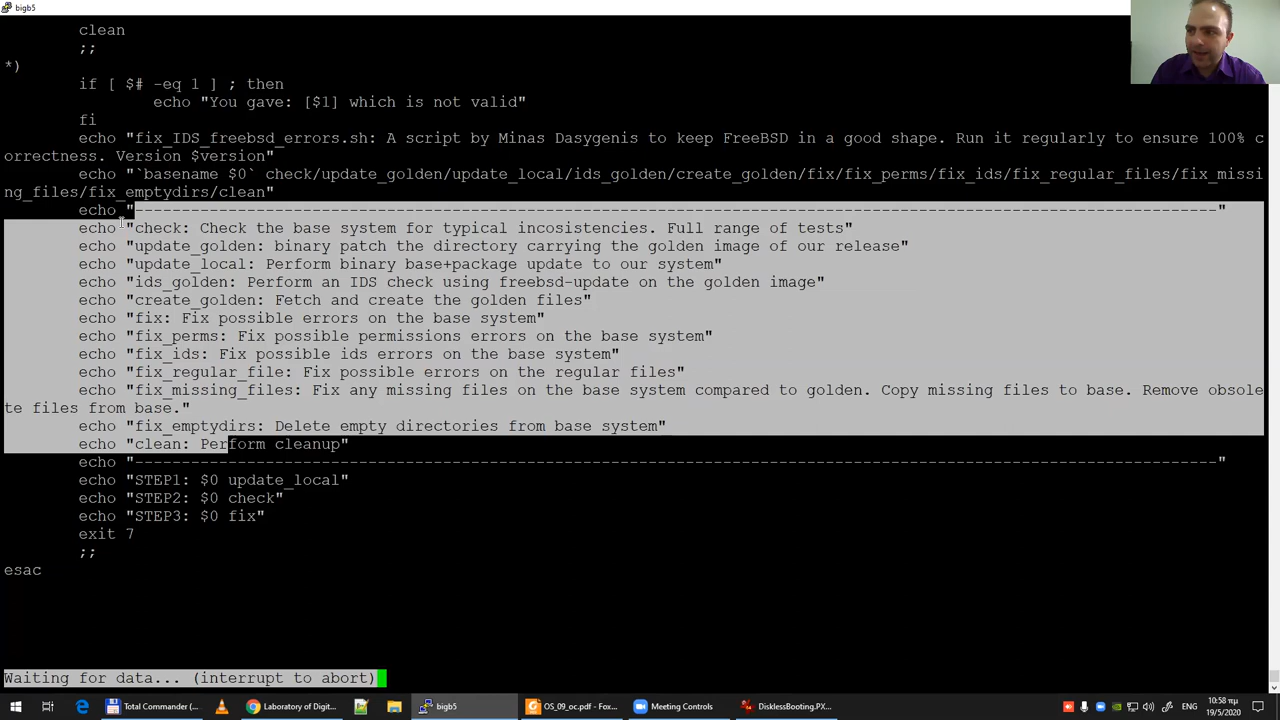 bigb5
clean
;;
*)
if [ $# -eq 1 ] ; then
echo "You gave: [$1] which is not valid"
fi
echo "fix_IDS_freebsd_errors.sh: A script by Minas Dasygenis to keep FreeBSD in a good shape. Run it regularly to ensure 100% c
orrectness. Version $version"
echo "`basename $0` check/update_golden/update_local/ids_golden/create_golden/fix/fix_perms/fix_ids/fix_regular_files/fix_missi
ng_files/fix_emptydirs/clean"
echo "--------------------------------------------------------------------------------------------------------------------"
echo "check: Check the base system for typical incosistencies. Full range of tests"
echo "update_golden: binary patch the directory carrying the golden image of our release"
echo "update_local: Perform binary base+package update to our system"
echo "ids_golden: Perform an IDS check using freebsd-update on the golden image"
echo "create_golden: Fetch and create the golden files"
echo "fix: Fix possible errors on the base system"
echo "fix_perms: Fix possible permissions errors on the base system"
echo "fix_ids: Fix possible ids errors on the base system"
echo "fix_regular_file: Fix possible errors on the regular files"
echo "fix_missing_files: Fix any missing files on the base system compared to golden. Copy missing files to base. Remove obsole
te files from base."
echo "fix_emptydirs: Delete empty directories from base system"
echo "clean: Perform cleanup"
echo "--------------------------------------------------------------------------------------------------------------------"
echo "STEP1: $0 update_local"
echo "STEP2: $0 check"
echo "STEP3: $0 fix"
exit 7
;;
esac
Waiting for data... (interrupt to abort)
Total Commander (... Laboratory of Digit... bigb5 OS_09_oc.pdf - Fox... Meeting Controls DisklessBooting.PX... ENG 10:58 πμ
19/5/2020